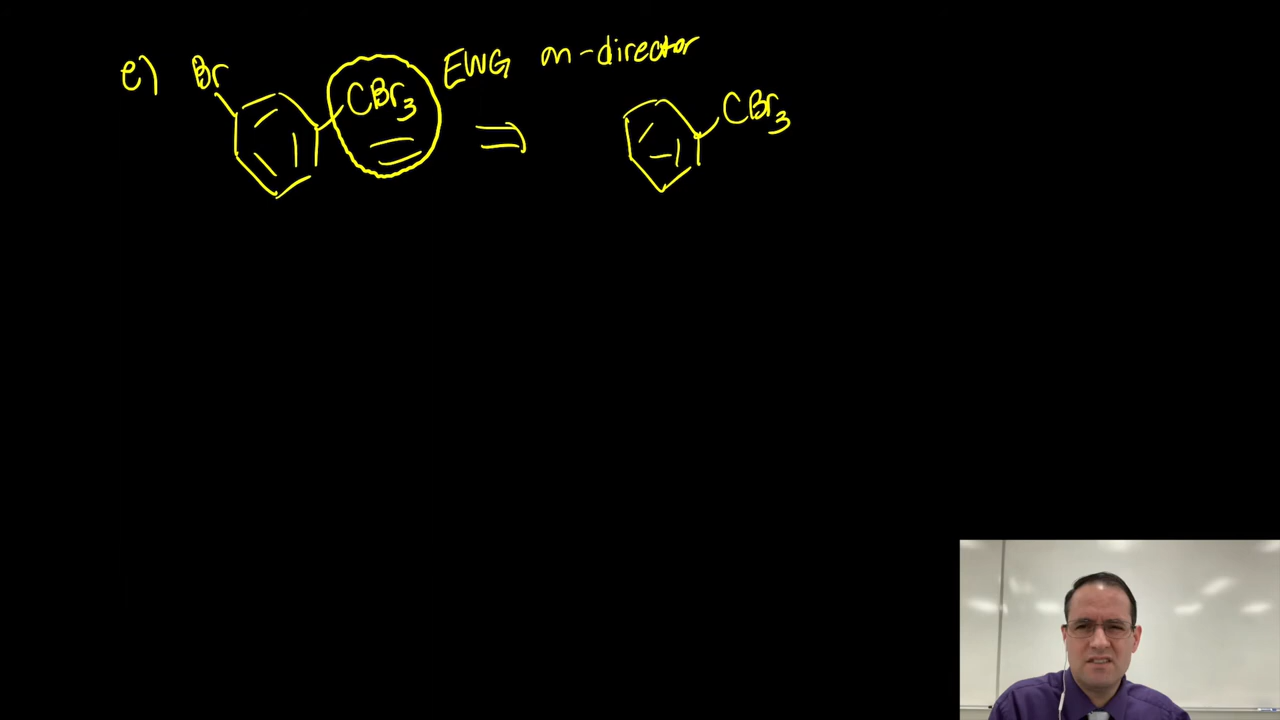 e) Br CBr₃ EWG m-director
⇒ CBr₃